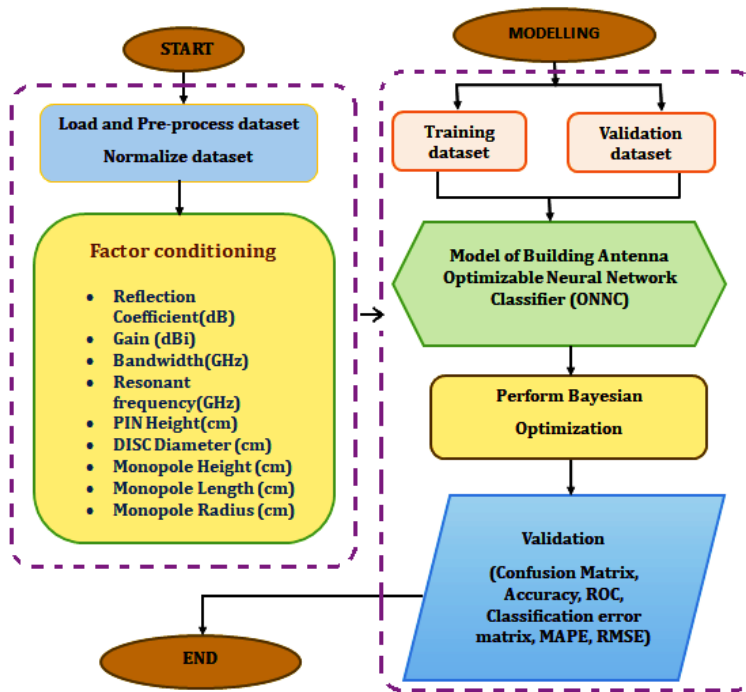 START
Load and Pre-process dataset
Normalize dataset
Factor conditioning
• Reflection
Coefficient(dB)
• Gain (dBi)
• Bandwidth(GHz)
• Resonant
frequency(GHz)
• PIN Height(cm)
• DISC Diameter (cm)
• Monopole Height (cm)
• Monopole Length (cm)
• Monopole Radius (cm)
END
MODELLING
Training
dataset
Validation
dataset
Model of Building Antenna
Optimizable Neural Network
Classifier (ONNC)
Perform Bayesian
Optimization
Validation
(Confusion Matrix,
Accuracy, ROC,
Classification error
matrix, MAPE, RMSE)